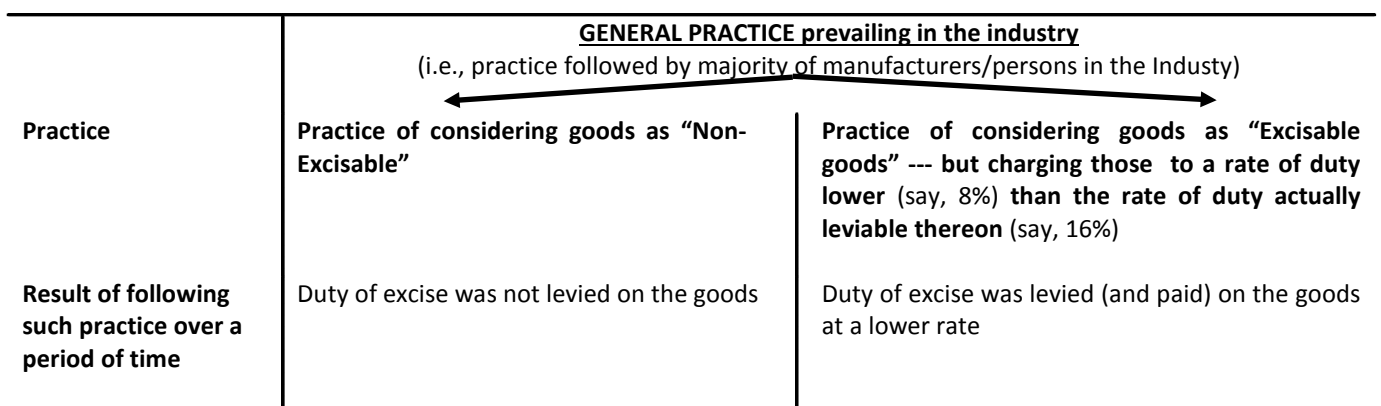 GENERAL PRACTICE prevailing in the industry
(i.e., practice followed by majority of manufacturers/persons in the Industy)
Practice
Practice of considering goods as “Non-
Excisable”
Practice of considering goods as “Excisable
goods” --- but charging those to a rate of duty
lower (say, 8%) than the rate of duty actually
leviable thereon (say, 16%)
Result of following
such practice over a
period of time
Duty of excise was not levied on the goods
Duty of excise was levied (and paid) on the goods
at a lower rate